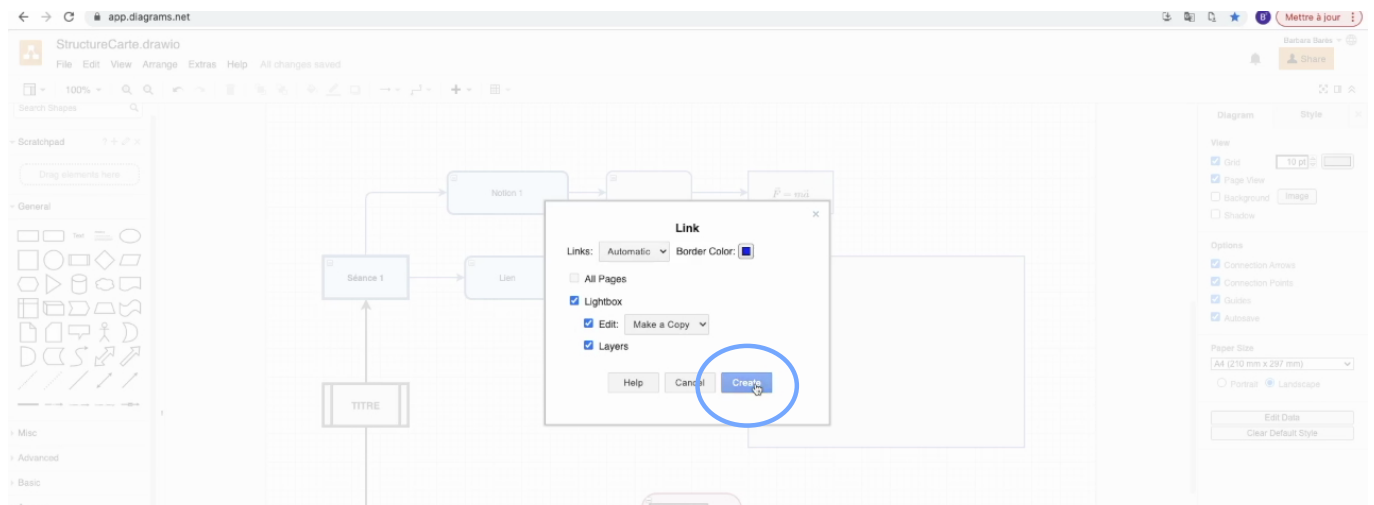 app.diagrams.net
B
Mettre à jour
StructureCarte.drawio
Barbara Bares
File Edit View Arrange Extras Help All changes saved
Share
100%
Search Shapes
Diagram Style
Scratchpad
View
Drag elements here
Grid 10 pt
Page View
Notion 1
Background Image
General
Shadow
Link
Text
Links: Automatic Border Color:
Options
Séance 1
Lien
All Pages
Connection Arrows
Connection Points
Lightbox
Guides
Edit: Make a Copy
Autosave
Layers
Paper Size
A4 (210 mm x 297 mm)
Help Cancel Create
Portrait Landscape
TITRE
Edit Data
Misc
Clear Default Style
Advanced
Basic